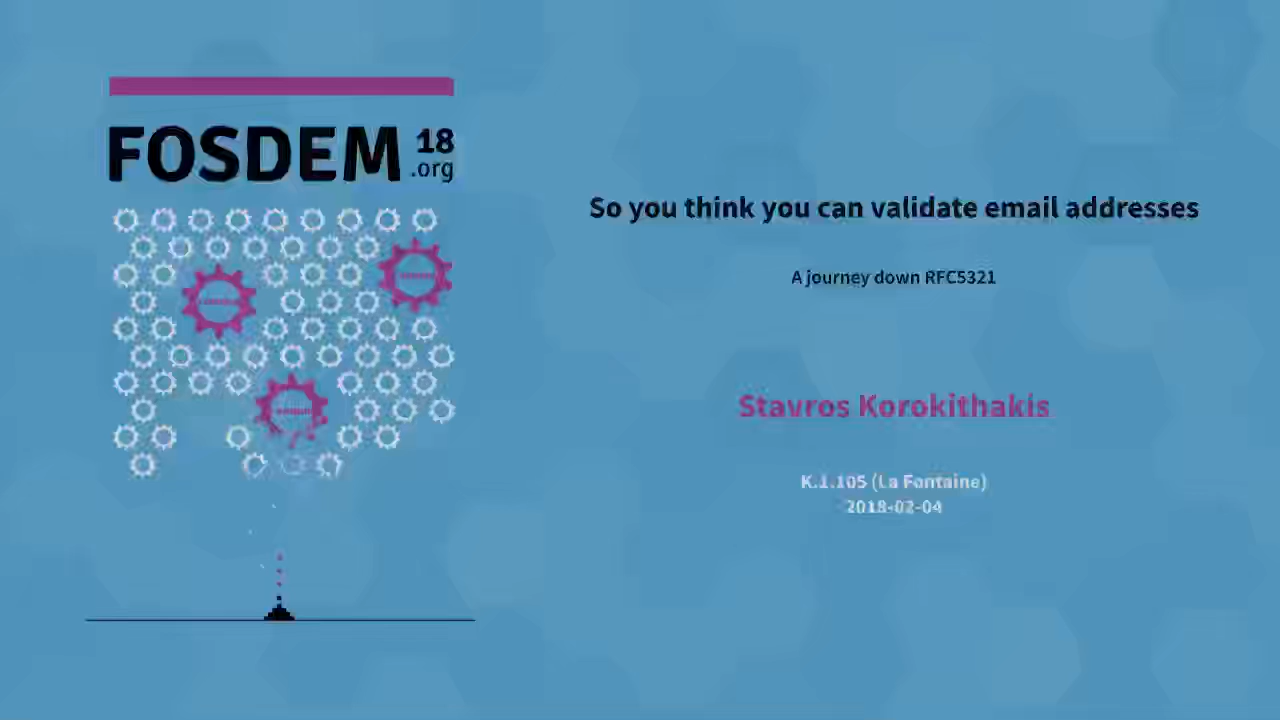 FOSDEM 18
.org
So you think you can validate email addresses
A journey down RFC5321
Stavros Korokithakis
K.1.105 (La Fontaine)
2018-02-04